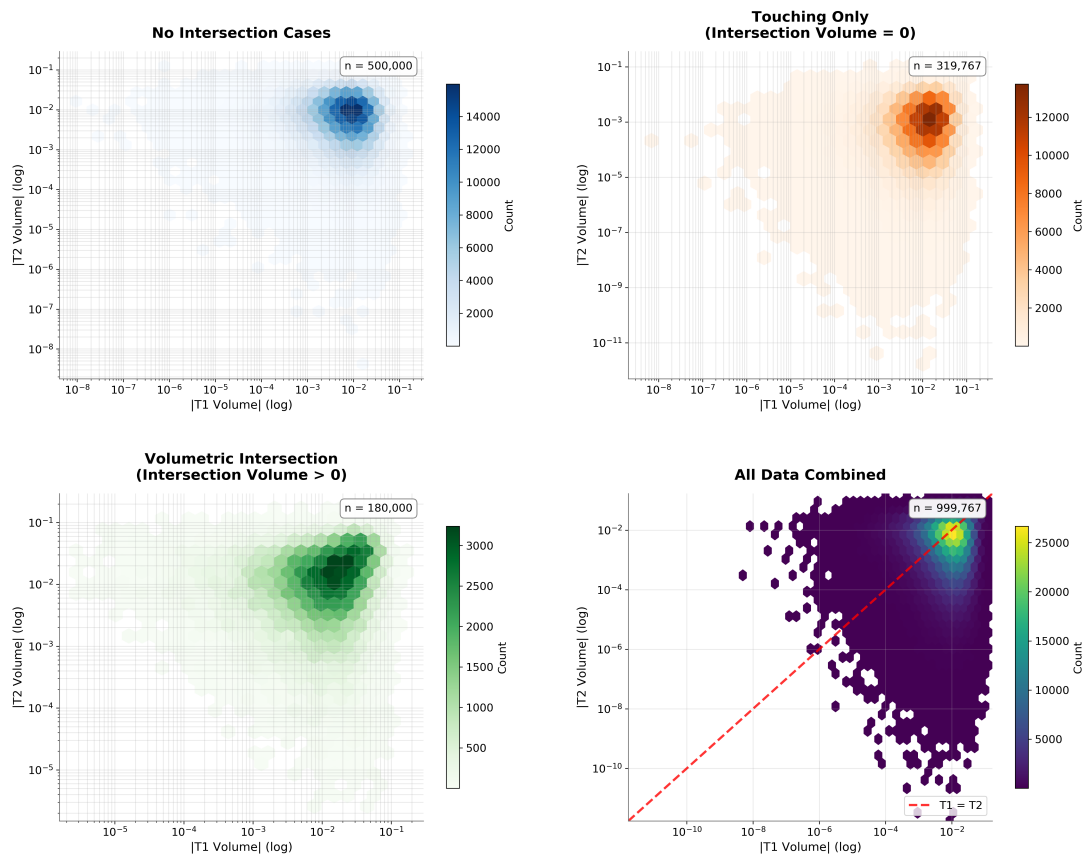 No Intersection Cases
n = 500,000
10⁻¹
10⁻²
10⁻³
10⁻⁴
10⁻⁵
10⁻⁶
10⁻⁷
10⁻⁸
|T2 Volume| (log)
10⁻⁸ 10⁻⁷ 10⁻⁶ 10⁻⁵ 10⁻⁴ 10⁻³ 10⁻² 10⁻¹
|T1 Volume| (log)
14000
12000
10000
8000
6000
4000
2000
Count
Touching Only
(Intersection Volume = 0)
n = 319,767
10⁻¹
10⁻³
10⁻⁵
10⁻⁷
10⁻⁹
10⁻¹¹
|T2 Volume| (log)
10⁻⁸ 10⁻⁷ 10⁻⁶ 10⁻⁵ 10⁻⁴ 10⁻³ 10⁻² 10⁻¹
|T1 Volume| (log)
12000
10000
8000
6000
4000
2000
Count
Volumetric Intersection
(Intersection Volume > 0)
n = 180,000
10⁻¹
10⁻²
10⁻³
10⁻⁴
10⁻⁵
|T2 Volume| (log)
10⁻⁵ 10⁻⁴ 10⁻³ 10⁻² 10⁻¹
|T1 Volume| (log)
3000
2500
2000
1500
1000
500
Count
All Data Combined
n = 999,767
10⁻²
10⁻⁴
10⁻⁶
10⁻⁸
10⁻¹⁰
|T2 Volume| (log)
T1 = T2
10⁻¹⁰ 10⁻⁸ 10⁻⁶ 10⁻⁴ 10⁻²
|T1 Volume| (log)
25000
20000
15000
10000
5000
Count